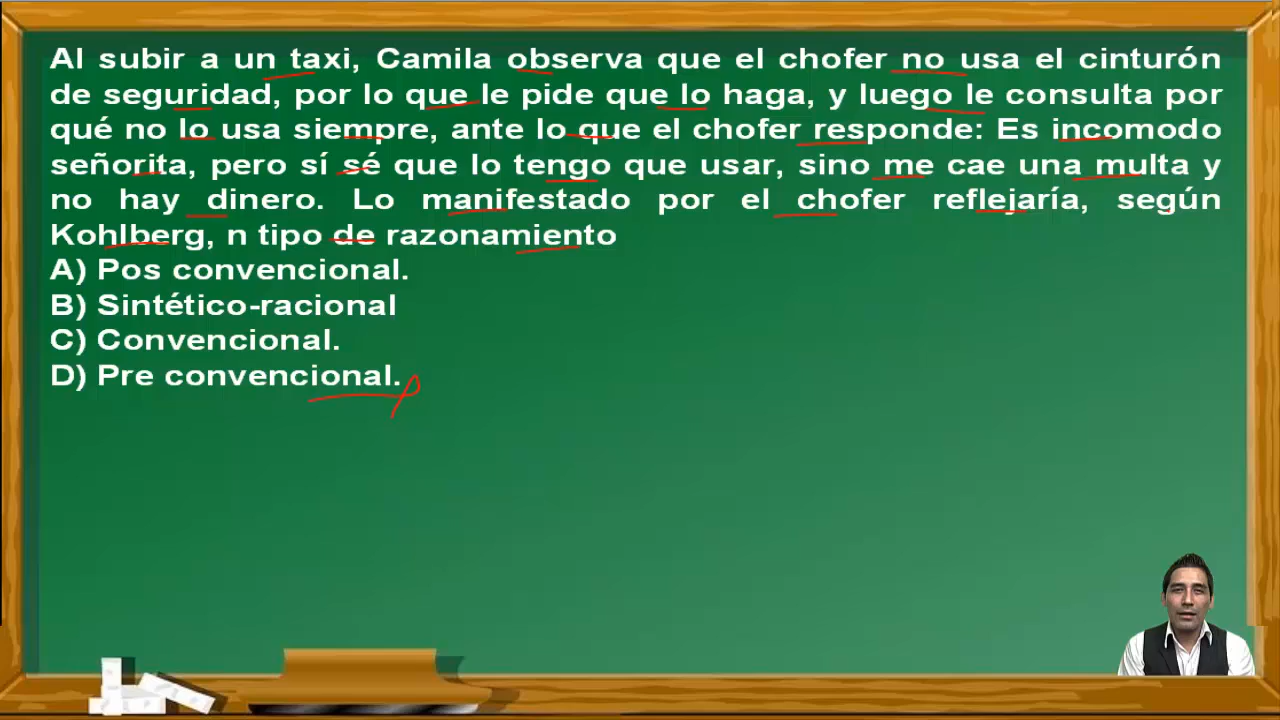 Al subir a un taxi, Camila observa que el chofer no usa el cinturón
de seguridad, por lo que le pide que lo haga, y luego le consulta por
qué no lo usa siempre, ante lo que el chofer responde: Es incomodo
señorita, pero sí sé que lo tengo que usar, sino me cae una multa y
no hay dinero. Lo manifestado por el chofer reflejaría, según
Kohlberg, n tipo de razonamiento
A) Pos convencional.
B) Sintético-racional
C) Convencional.
D) Pre convencional.